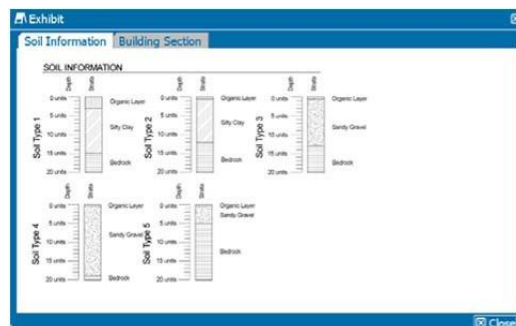 Exhibit
Soil Information Building Section
SOIL INFORMATION
Depth Strata Depth Strata Depth Strata
Soil Type 1
0 units
5 units
10 units
15 units
20 units
Organic Layer
Silty Clay
Bedrock
Soil Type 2
0 units
5 units
10 units
15 units
20 units
Organic Layer
Silty Clay
Bedrock
Soil Type 3
0 units
5 units
10 units
15 units
20 units
Organic Layer
Sandy Gravel
Bedrock
Depth Strata Depth Strata
Soil Type 4
0 units
5 units
10 units
15 units
20 units
Organic Layer
Sandy Gravel
Bedrock
Soil Type 5
0 units
5 units
10 units
15 units
20 units
Organic Layer
Sandy Gravel
Bedrock
Close